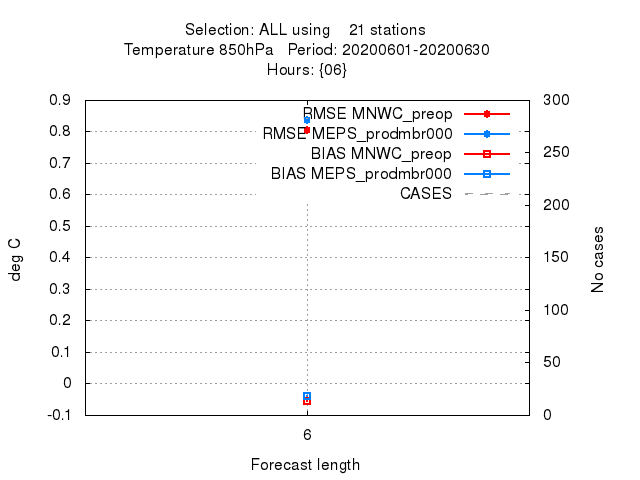 Selection: ALL using 21 stations
Temperature 850hPa Period: 20200601-20200630
Hours: {06}
0.9
0.8
0.7
0.6
0.5
0.4
0.3
0.2
0.1
0
-0.1
deg C
RMSE MNWC_preop
RMSE MEPS_prodmbr000
BIAS MNWC_preop
BIAS MEPS_prodmbr000
CASES
300
250
200
150
100
50
0
No cases
6
Forecast length